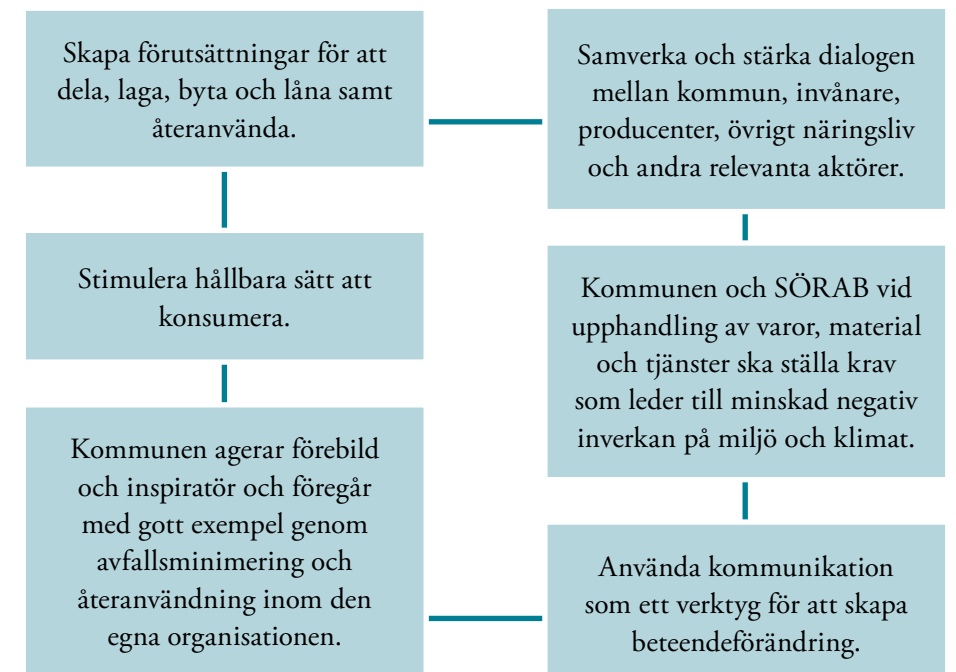 Skapa förutsättningar för att
dela, laga, byta och låna samt
återanvända.
Stimulera hållbara sätt att
konsumera.
Kommunen agerar förebild
och inspiratör och föregår
med gott exempel genom
avfallsminimering och
återanvändning inom den
egna organisationen.
Samverka och stärka dialogen
mellan kommun, invånare,
producenter, övrigt näringsliv
och andra relevanta aktörer.
Kommunen och SÖRAB vid
upphandling av varor, material
och tjänster ska ställa krav
som leder till minskad negativ
inverkan på miljö och klimat.
Använda kommunikation
som ett verktyg för att skapa
beteendeförändring.